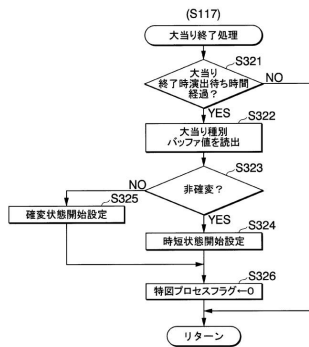 (S117)
大当り終了処理
S321
大当り
終了時演出待ち時間
経過?
NO
YES
S322
大当り種別
バッファ値を読出
S323
非確変?
NO
YES
S325
確変状態開始設定
S324
時短状態開始設定
S326
特図プロセスフラグ←0
リターン